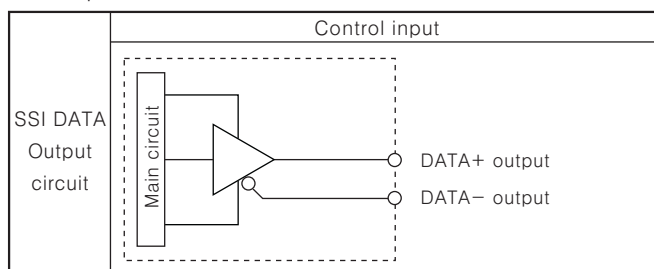 Control input
SSI DATA
Output
circuit
Main circuit
DATA+ output
DATA− output